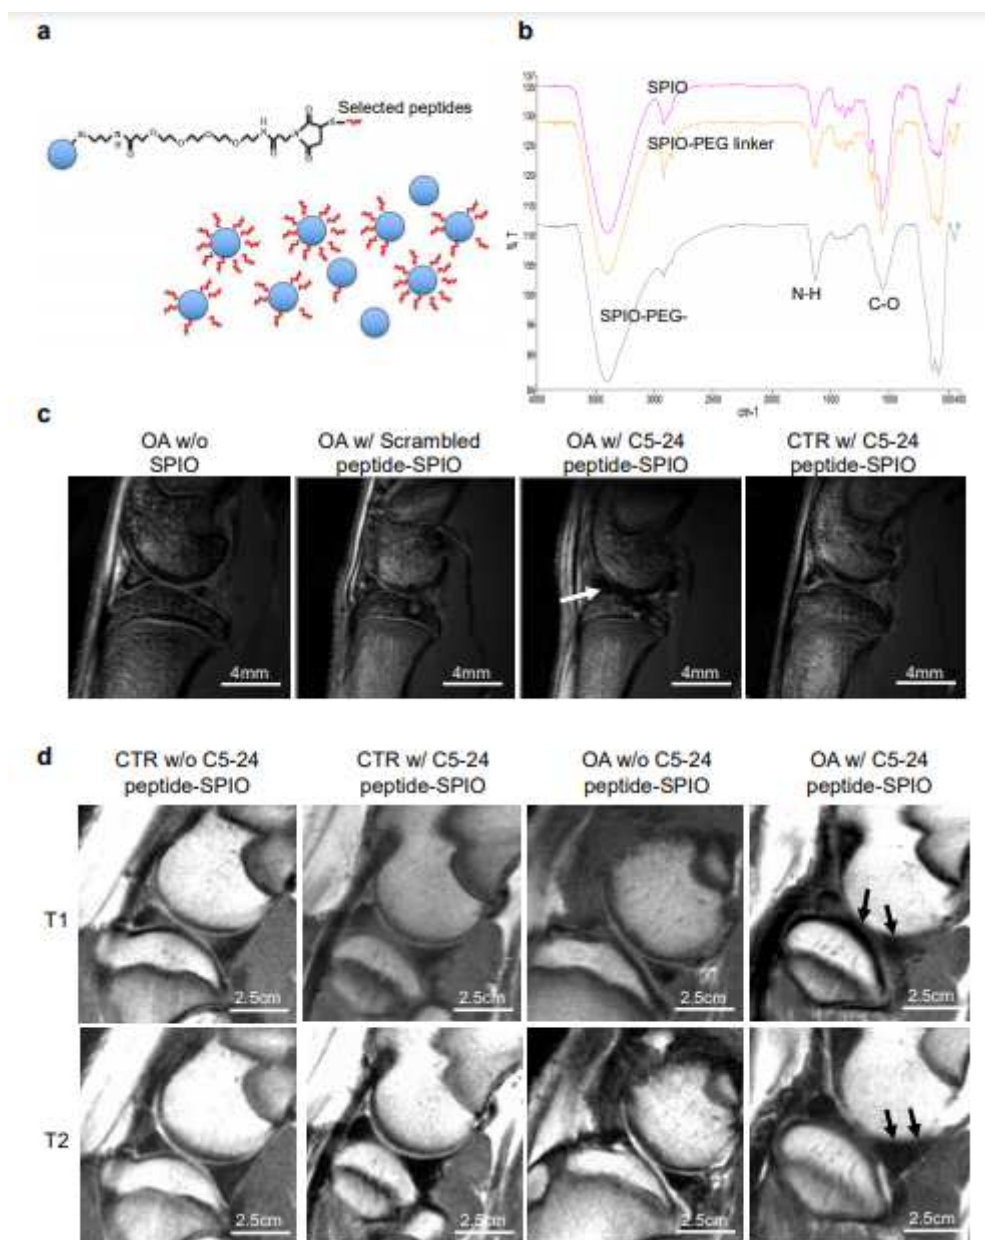 a
Selected peptides
b
SPIO
SPIO-PEG linker
SPIO-PEG-
N-H
C-O
% T
4000
3000
cm-1
c
OA w/o
SPIO
OA w/ Scrambled
peptide-SPIO
OA w/ C5-24
peptide-SPIO
CTR w/ C5-24
peptide-SPIO
4mm
4mm
4mm
4mm
d
CTR w/o C5-24
peptide-SPIO
CTR w/ C5-24
peptide-SPIO
OA w/o C5-24
peptide-SPIO
OA w/ C5-24
peptide-SPIO
T1
2.5cm
2.5cm
2.5cm
2.5cm
T2
2.5cm
2.5cm
2.5cm
2.5cm